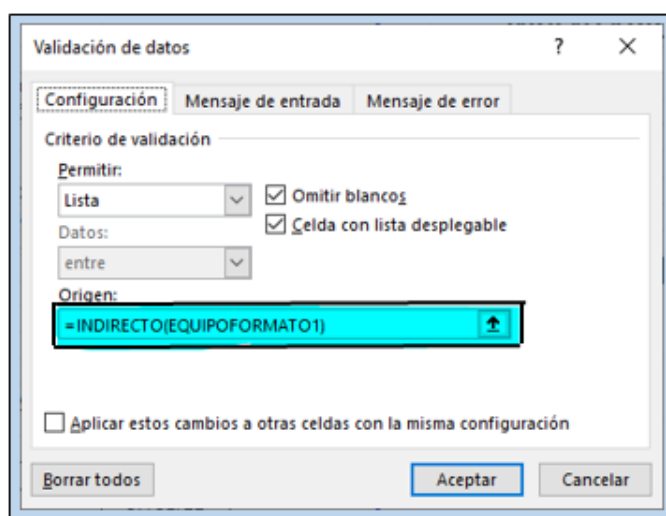 Validación de datos ? ×
Configuración Mensaje de entrada Mensaje de error
Criterio de validación
Permitir:
Lista
Omitir blancos
Celda con lista desplegable
Datos:
entre
Origen:
=INDIRECTO(EQUIPOFORMATO1)
Aplicar estos cambios a otras celdas con la misma configuración
Borrar todos Aceptar Cancelar